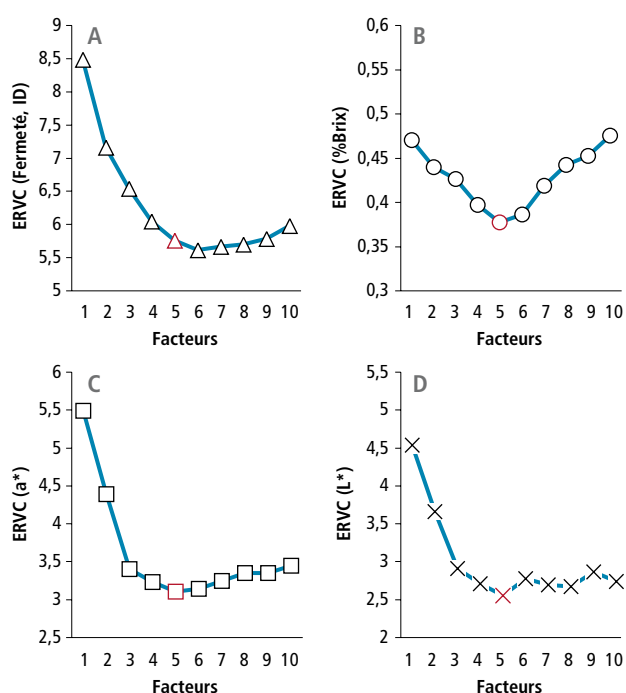 A
ERVC (Fermeté, ID)
9
8,5
8
7,5
7
6,5
6
5,5
5
1 2 3 4 5 6 7 8 9 10
Facteurs
B
ERVC (%Brix)
0,6
0,55
0,5
0,45
0,4
0,35
0,3
1 2 3 4 5 6 7 8 9 10
Facteurs
C
ERVC (a*)
6
5,5
5
4,5
4
3,5
3
2,5
1 2 3 4 5 6 7 8 9 10
Facteurs
D
ERVC (L*)
5,5
5
4,5
4
3,5
3
2,5
2
1 2 3 4 5 6 7 8 9 10
Facteurs